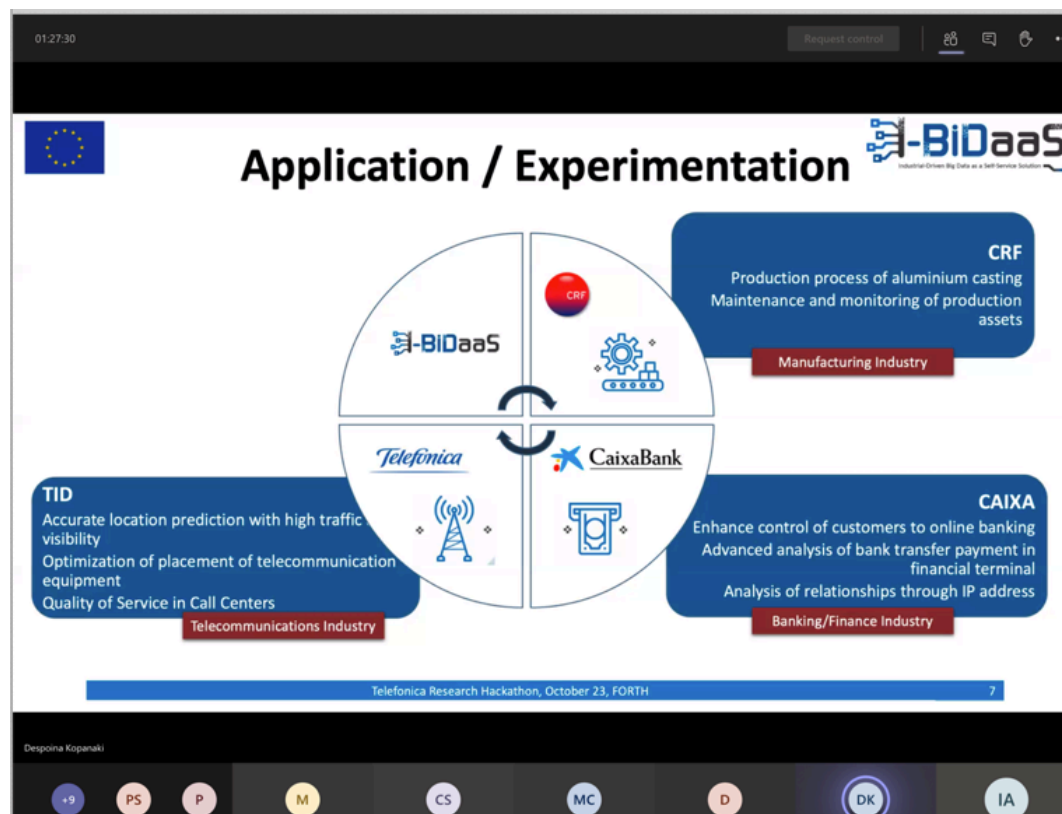 01:27:30
Request control
I-BiDaaS
Industrial-Driven Big Data as a Self-Service Solution
Application / Experimentation
CRF
Production process of aluminium casting
Maintenance and monitoring of production
assets
Manufacturing Industry
CRF
I-BiDaaS
Telefónica
CaixaBank
TID
Accurate location prediction with high traffic
visibility
Optimization of placement of telecommunication
equipment
Quality of Service in Call Centers
Telecommunications Industry
CAIXA
Enhance control of customers to online banking
Advanced analysis of bank transfer payment in
financial terminal
Analysis of relationships through IP address
Banking/Finance Industry
Telefonica Research Hackathon, October 23, FORTH
7
Despoina Kopanaki
+9
PS
P
M
CS
MC
D
DK
IA